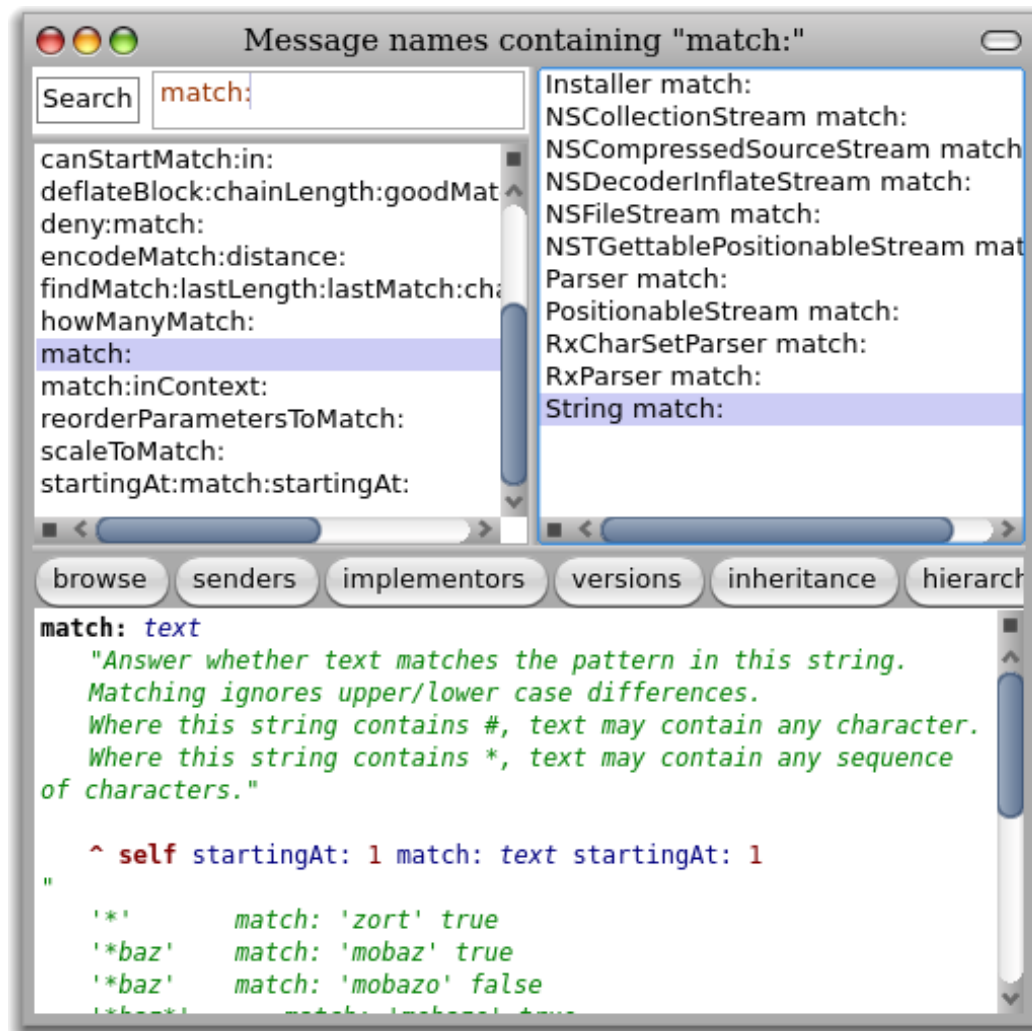 Message names containing "match:"
Search
match:
canStartMatch:in:
deflateBlock:chainLength:goodMat
deny:match:
encodeMatch:distance:
findMatch:lastLength:lastMatch:cha
howManyMatch:
match:
match:inContext:
reorderParametersToMatch:
scaleToMatch:
startingAt:match:startingAt:
Installer match:
NSCollectionStream match:
NSCompressedSourceStream match
NSDecoderInflateStream match:
NSFileStream match:
NSTGettablePositionableStream mat
Parser match:
PositionableStream match:
RxCharSetParser match:
RxParser match:
String match:
browse senders implementors versions inheritance hierarch
match: text
"Answer whether text matches the pattern in this string.
Matching ignores upper/lower case differences.
Where this string contains #, text may contain any character.
Where this string contains *, text may contain any sequence
of characters."
^ self startingAt: 1 match: text startingAt: 1
"
'*' match: 'zort' true
'*baz' match: 'mobaz' true
'*baz' match: 'mobazo' false
'*baz*' match: 'mobazo' true